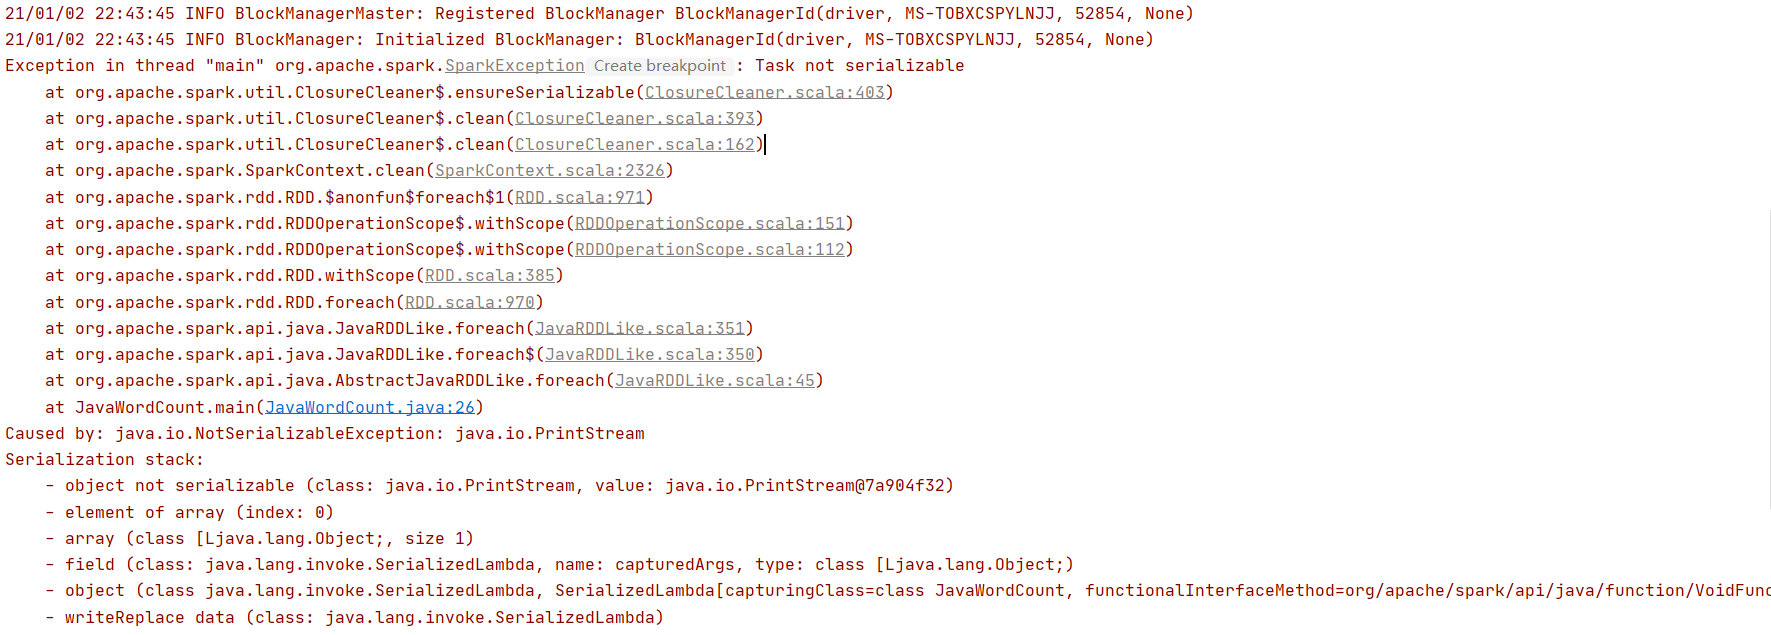 21/01/02 22:43:45 INFO BlockManagerMaster: Registered BlockManager BlockManagerId(driver, MS-TOBXCSPYLNJJ, 52854, None)
21/01/02 22:43:45 INFO BlockManager: Initialized BlockManager: BlockManagerId(driver, MS-TOBXCSPYLNJJ, 52854, None)
Exception in thread "main" org.apache.spark.SparkException Create breakpoint : Task not serializable
    at org.apache.spark.util.ClosureCleaner$.ensureSerializable(ClosureCleaner.scala:403)
    at org.apache.spark.util.ClosureCleaner$.clean(ClosureCleaner.scala:393)
    at org.apache.spark.util.ClosureCleaner$.clean(ClosureCleaner.scala:162)
    at org.apache.spark.SparkContext.clean(SparkContext.scala:2326)
    at org.apache.spark.rdd.RDD.$anonfun$foreach$1(RDD.scala:971)
    at org.apache.spark.rdd.RDDOperationScope$.withScope(RDDOperationScope.scala:151)
    at org.apache.spark.rdd.RDDOperationScope$.withScope(RDDOperationScope.scala:112)
    at org.apache.spark.rdd.RDD.withScope(RDD.scala:385)
    at org.apache.spark.rdd.RDD.foreach(RDD.scala:970)
    at org.apache.spark.api.java.JavaRDDLike.foreach(JavaRDDLike.scala:351)
    at org.apache.spark.api.java.JavaRDDLike.foreach$(JavaRDDLike.scala:350)
    at org.apache.spark.api.java.AbstractJavaRDDLike.foreach(JavaRDDLike.scala:45)
    at JavaWordCount.main(JavaWordCount.java:26)
Caused by: java.io.NotSerializableException: java.io.PrintStream
Serialization stack:
    - object not serializable (class: java.io.PrintStream, value: java.io.PrintStream@7a904f32)
    - element of array (index: 0)
    - array (class [Ljava.lang.Object;, size 1)
    - field (class: java.lang.invoke.SerializedLambda, name: capturedArgs, type: class [Ljava.lang.Object;)
    - object (class java.lang.invoke.SerializedLambda, SerializedLambda[capturingClass=class JavaWordCount, functionalInterfaceMethod=org/apache/spark/api/java/function/VoidFunc
    - writeReplace data (class: java.lang.invoke.SerializedLambda)